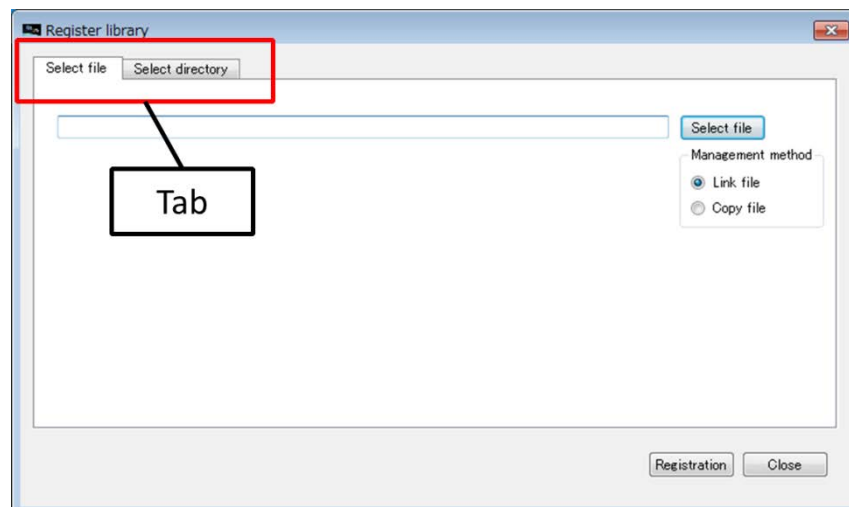 Register library
Select file Select directory
Select file
Management method
Link file
Copy file
Tab
Registration Close